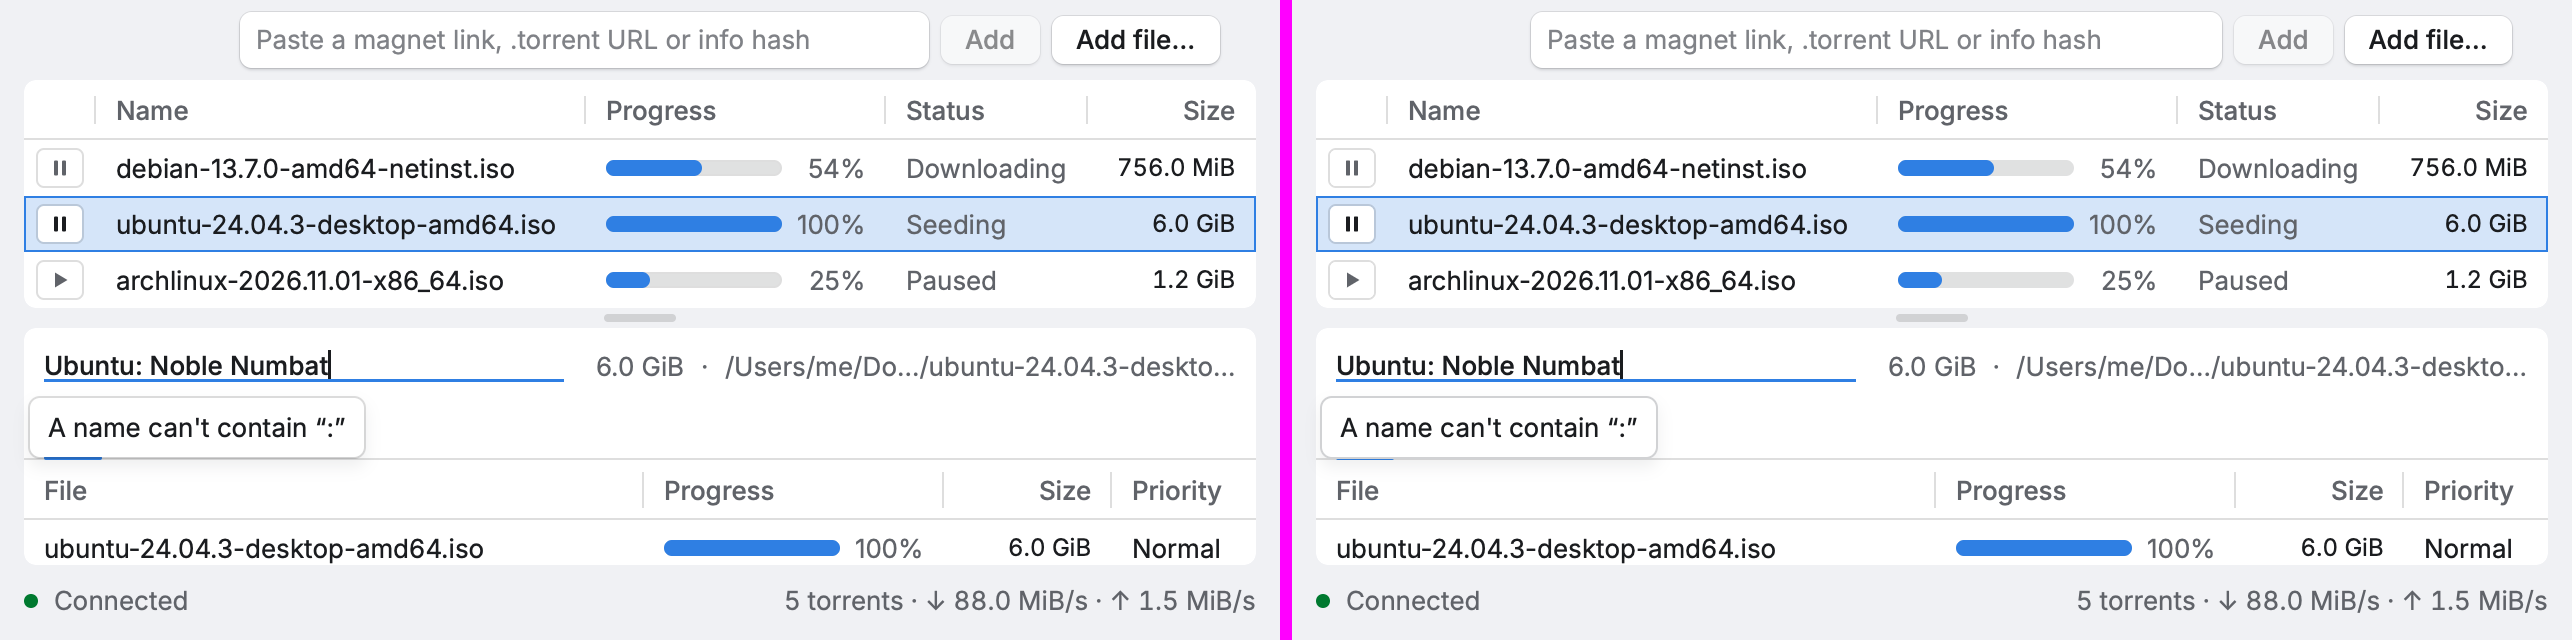 Paste a magnet link, .torrent URL or info hash Add Add file...
Name Progress Status Size
debian-13.7.0-amd64-netinst.iso 54% Downloading 756.0 MiB
ubuntu-24.04.3-desktop-amd64.iso 100% Seeding 6.0 GiB
archlinux-2026.11.01-x86_64.iso 25% Paused 1.2 GiB
Ubuntu: Noble Numbat 6.0 GiB · /Users/me/Do.../ubuntu-24.04.3-deskto...
A name can't contain “:”
File Progress Size Priority
ubuntu-24.04.3-desktop-amd64.iso 100% 6.0 GiB Normal
Connected 5 torrents · ↓ 88.0 MiB/s · ↑ 1.5 MiB/s
Paste a magnet link, .torrent URL or info hash Add Add file...
Name Progress Status Size
debian-13.7.0-amd64-netinst.iso 54% Downloading 756.0 MiB
ubuntu-24.04.3-desktop-amd64.iso 100% Seeding 6.0 GiB
archlinux-2026.11.01-x86_64.iso 25% Paused 1.2 GiB
Ubuntu: Noble Numbat 6.0 GiB · /Users/me/Do.../ubuntu-24.04.3-deskto...
A name can't contain “:”
File Progress Size Priority
ubuntu-24.04.3-desktop-amd64.iso 100% 6.0 GiB Normal
Connected 5 torrents · ↓ 88.0 MiB/s · ↑ 1.5 MiB/s